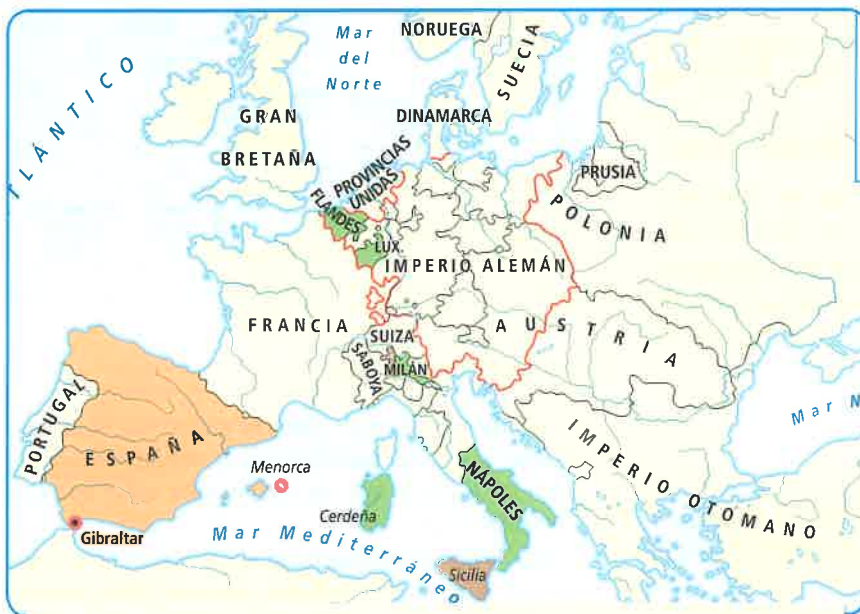 NORUEGA
SUECIA
Mar
del
Norte
TLÁNTICO
GRAN
BRETAÑA
DINAMARCA
PROVINCIAS
UNIDAS
PRUSIA
FLANDES
POLONIA
LUX.
IMPERIO ALEMÁN
FRANCIA
SUIZA
AUSTRIA
SABOYA
MILÁN
PORTUGAL
ESPAÑA
Mar N
IMPERIO OTOMANO
Menorca
NÁPOLES
Cerdeña
Gibraltar
Mar Mediterráneo
Sicilia